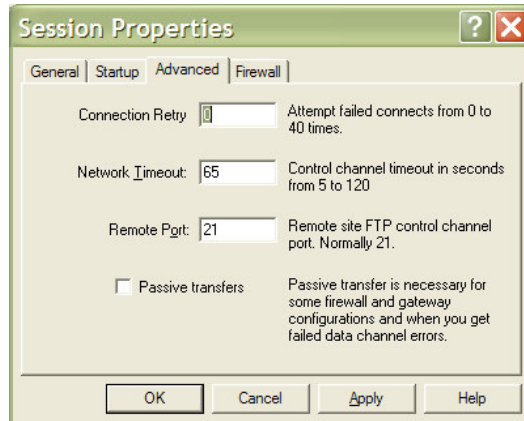 Session Properties
General Startup Advanced Firewall
Connection Retry 0 Attempt failed connects from 0 to
40 times.
Network Timeout: 65 Control channel timeout in seconds
from 5 to 120
Remote Port: 21 Remote site FTP control channel
port. Normally 21.
Passive transfers Passive transfer is necessary for
some firewall and gateway
configurations and when you get
failed data channel errors.
OK Cancel Apply Help